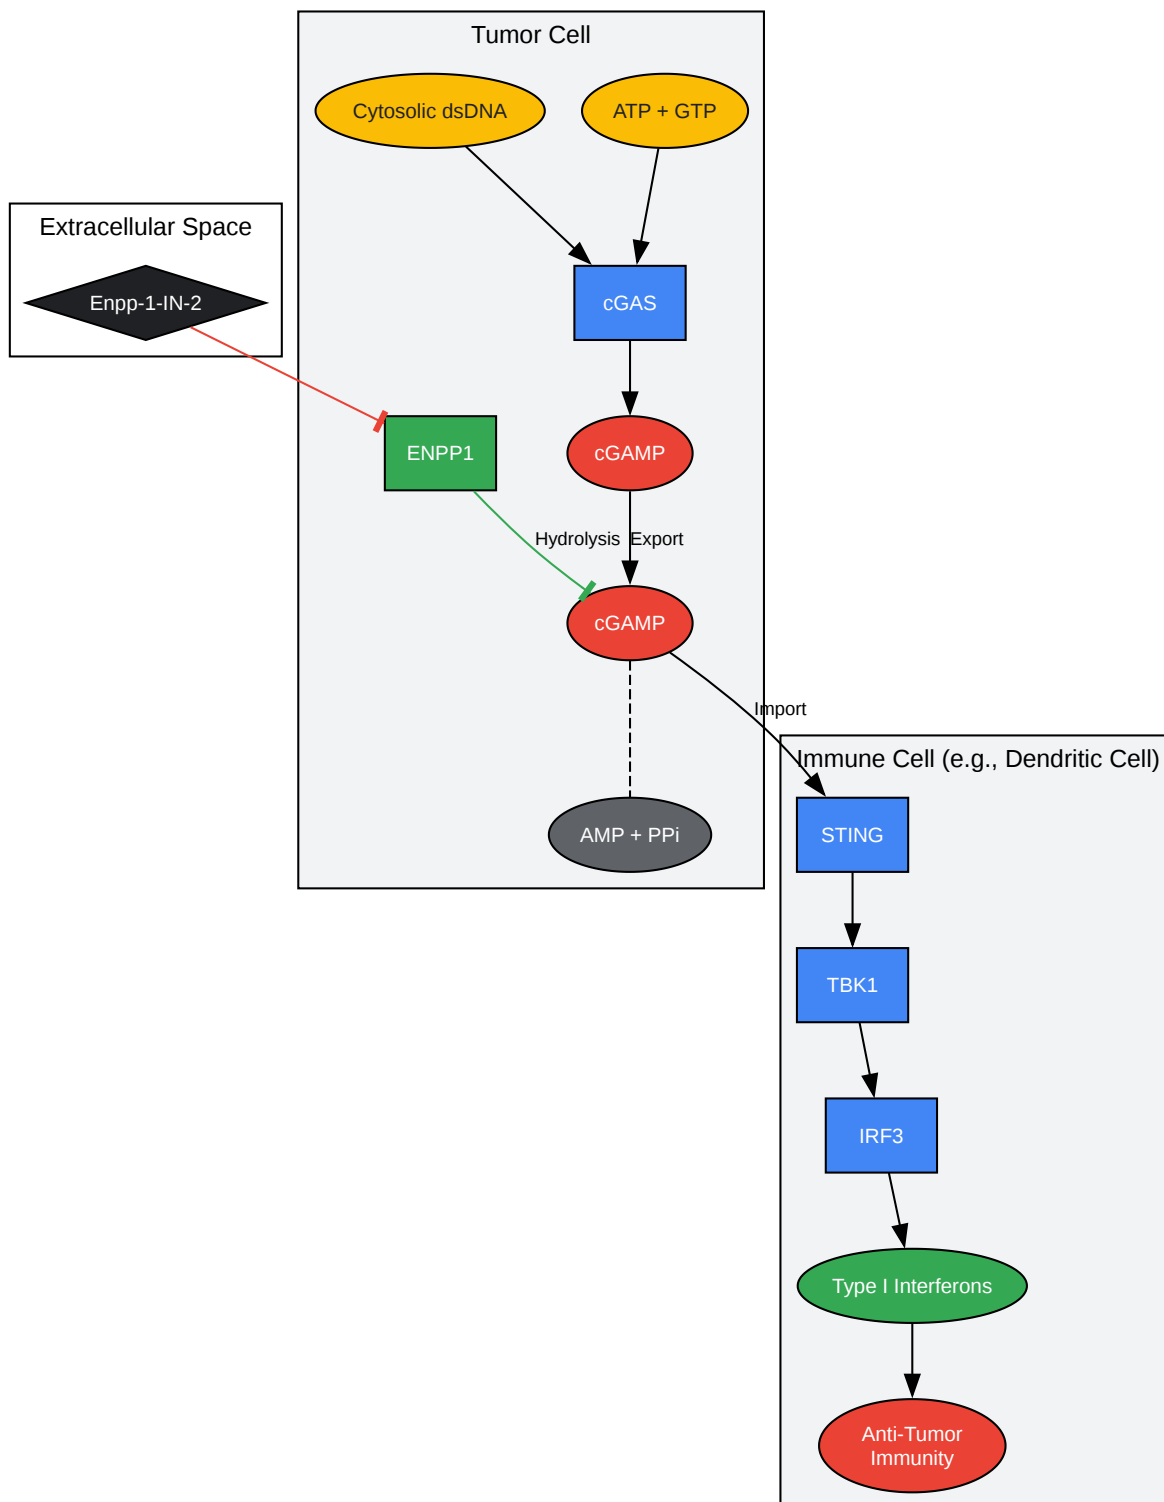 Tumor Cell
Cytosolic dsDNA
ATP + GTP
Extracellular Space
Enpp-1-IN-2
cGAS
ENPP1
cGAMP
Hydrolysis
Export
cGAMP
Import
Immune Cell (e.g., Dendritic Cell)
AMP + PPi
STING
TBK1
IRF3
Type I Interferons
Anti-Tumor
Immunity